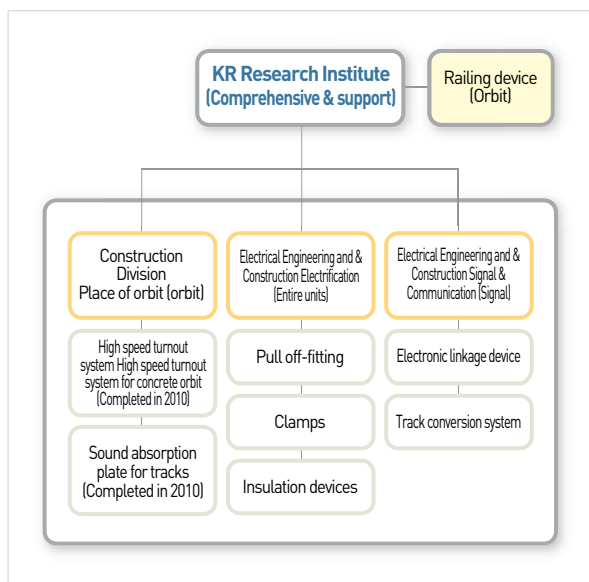 KR Research Institute
(Comprehensive & support)
Railing device
(Orbit)
Construction
Division
Place of orbit (orbit)
Electrical Engineering and &
Construction Electrification
(Entire units)
Electrical Engineering and &
Construction Signal &
Communication (Signal)
High speed turnout
system High speed turnout
system for concrete orbit
(Completed in 2010)
Pull off-fitting
Electronic linkage device
Sound absorption
plate for tracks
(Completed in 2010)
Clamps
Track conversion system
Insulation devices